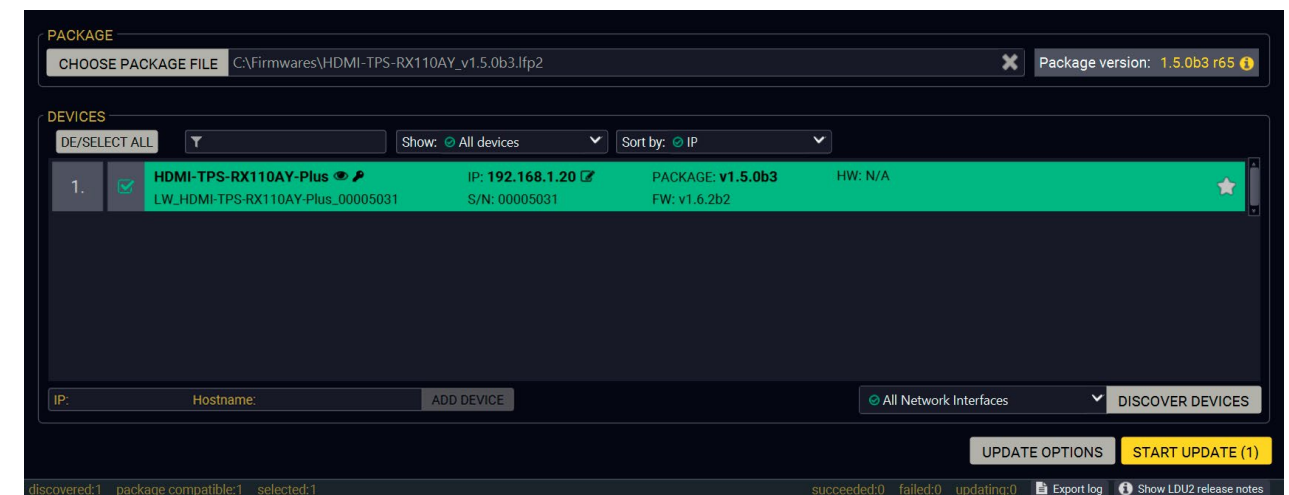 PACKAGE
CHOOSE PACKAGE FILE C:\Firmwares\HDMI-TPS-RX110AY_v1.5.0b3.lfp2 Package version: 1.5.0b3 r65
DEVICES
DE/SELECT ALL Show: All devices Sort by: IP
1. HDMI-TPS-RX110AY-Plus IP: 192.168.1.20 PACKAGE: v1.5.0b3 HW: N/A
LW_HDMI-TPS-RX110AY-Plus_00005031 S/N: 00005031 FW: v1.6.2b2
IP: Hostname: ADD DEVICE All Network Interfaces DISCOVER DEVICES
UPDATE OPTIONS START UPDATE (1)
discovered:1 package compatible:1 selected:1 succeeded:0 failed:0 updating:0 Export log Show LDU2 release notes